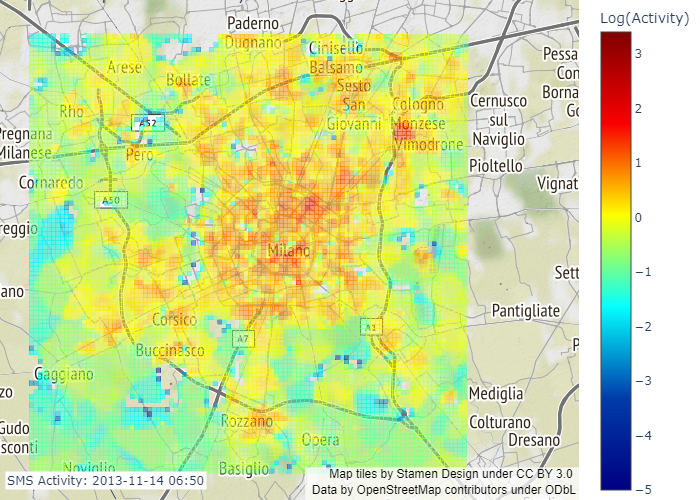 Log(Activity)
Paderno
Dugnano
Cinisello
Balsamo
Arese
Bollate
Sesto
San
Giovanni
Pessa
Con
Borna
Go
Rho
A52
Cologno
Monzese
Vimodrone
Cernusco
sul
Naviglio
Pregnana
Milanese
Pero
Pioltello
Cornaredo
Vignat
A50
reggio
Milano
Sett
ano
Corsico
Pantigliate
A7
A1
P
Buccinasco
Gaggiano
zo
Mediglia
Rozzano
Colturano
Gudo
sconti
Opera
Dresano
Noviglio
Basiglio
SMS Activity: 2013-11-14 06:50
Map tiles by Stamen Design under CC BY 3.0
Data by OpenStreetMap contributors under ODbL
3
2
1
0
−1
−2
−3
−4
−5